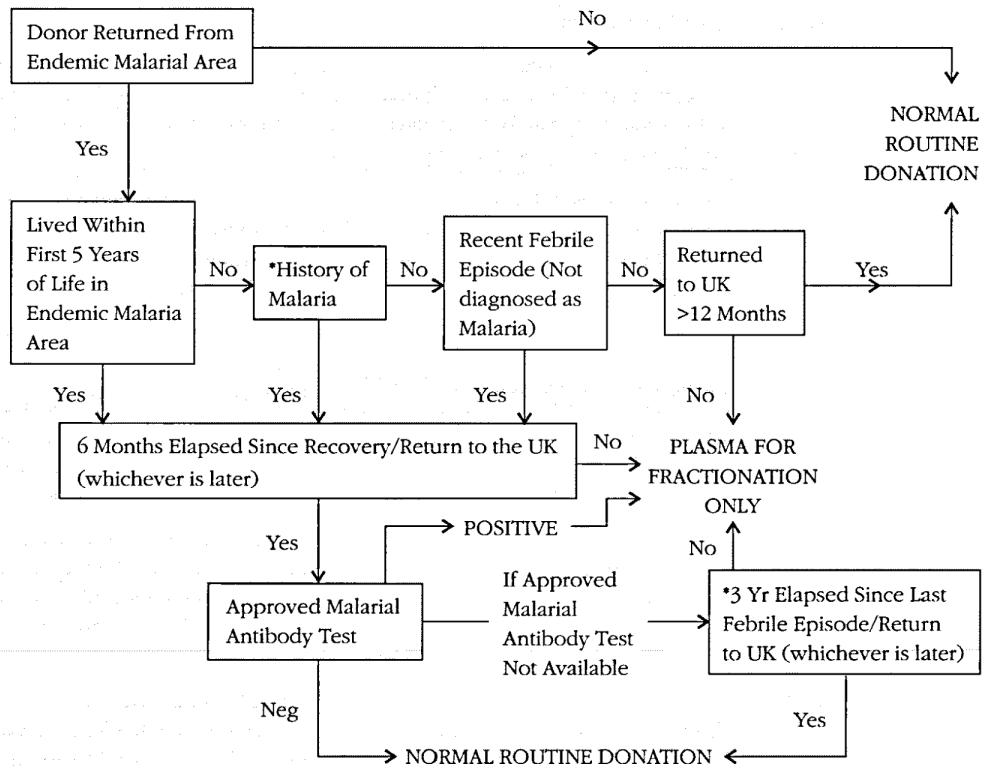 Donor Returned From
Endemic Malarial Area
No
NORMAL
ROUTINE
DONATION
Yes
Lived Within
First 5 Years
of Life in
Endemic Malaria
Area
No
*History of
Malaria
No
Recent Febrile
Episode (Not
diagnosed as
Malaria)
No
Returned
to UK
>12 Months
Yes
Yes
Yes
Yes
No
6 Months Elapsed Since Recovery/Return to the UK
(whichever is later)
No
PLASMA FOR
FRACTIONATION
ONLY
Yes
POSITIVE
No
Approved Malarial
Antibody Test
If Approved
Malarial
Antibody Test
Not Available
*3 Yr Elapsed Since Last
Febrile Episode/Return
to UK (whichever is later)
Neg
Yes
NORMAL ROUTINE DONATION